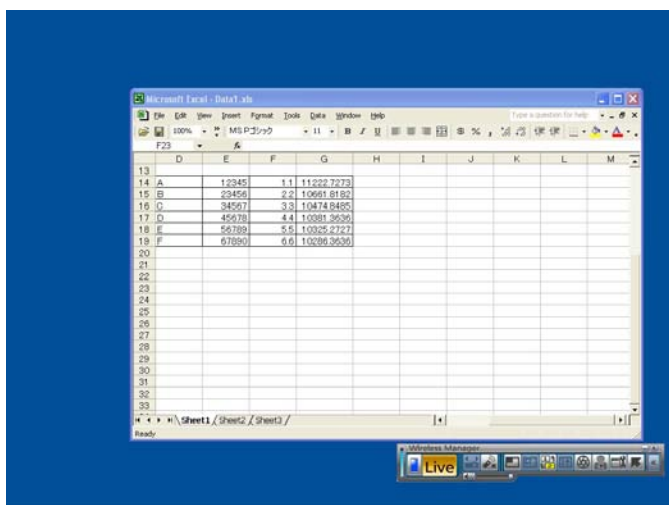 Microsoft Excel - Data1.xls
File Edit View Insert Format Tools Data Window Help Type a question for help
100% MS Pゴシック 11 B I U $ % ,
F23 fx
D E F G H I J K L M
13
14 A 12345 1.1 11222.7273
15 B 23456 2.2 10661.8182
16 C 34567 3.3 10474.8485
17 D 45678 4.4 10381.3636
18 E 56789 5.5 10325.2727
19 F 67890 6.6 10286.3636
20
21
22
23
24
25
26
27
28
29
30
31
32
33
Sheet1 Sheet2 Sheet3
Ready
Wireless Manager
Live